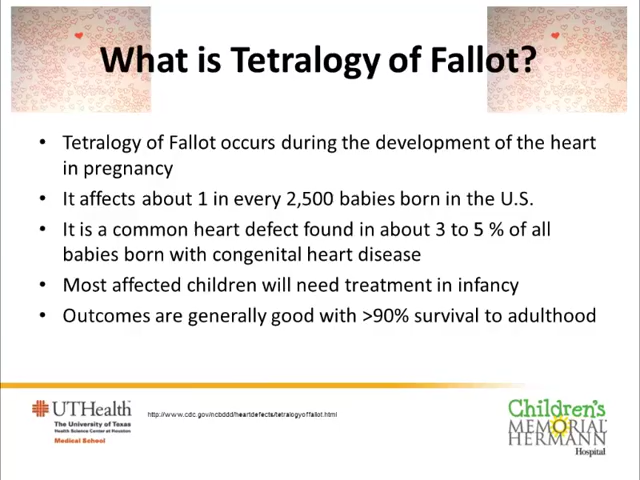 What is Tetralogy of Fallot?
• Tetralogy of Fallot occurs during the development of the heart
in pregnancy
• It affects about 1 in every 2,500 babies born in the U.S.
• It is a common heart defect found in about 3 to 5 % of all
babies born with congenital heart disease
• Most affected children will need treatment in infancy
• Outcomes are generally good with >90% survival to adulthood
UTHealth
The University of Texas
Health Science Center at Houston
Medical School
http://www.cdc.gov/ncbddd/heartdefects/tetralogyoffallot.html
Children's
MEMORIAL
HERMANN
Hospital